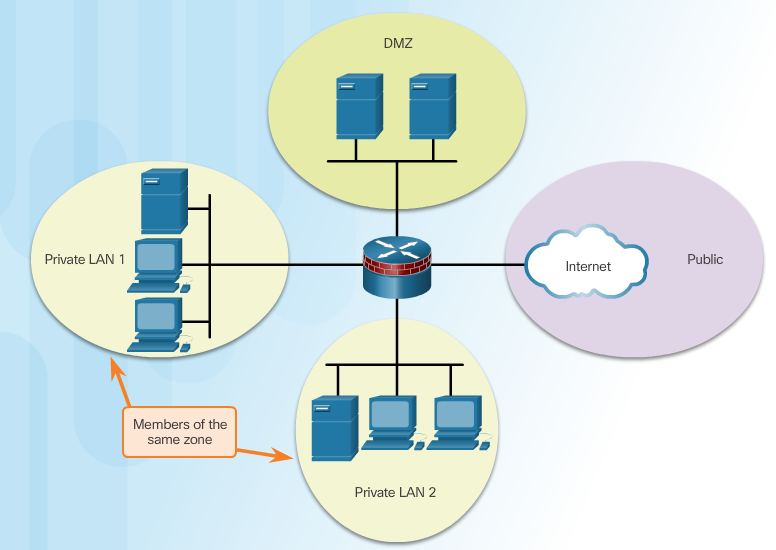 DMZ
Private LAN 1
Internet
Public
Members of the
same zone
Private LAN 2